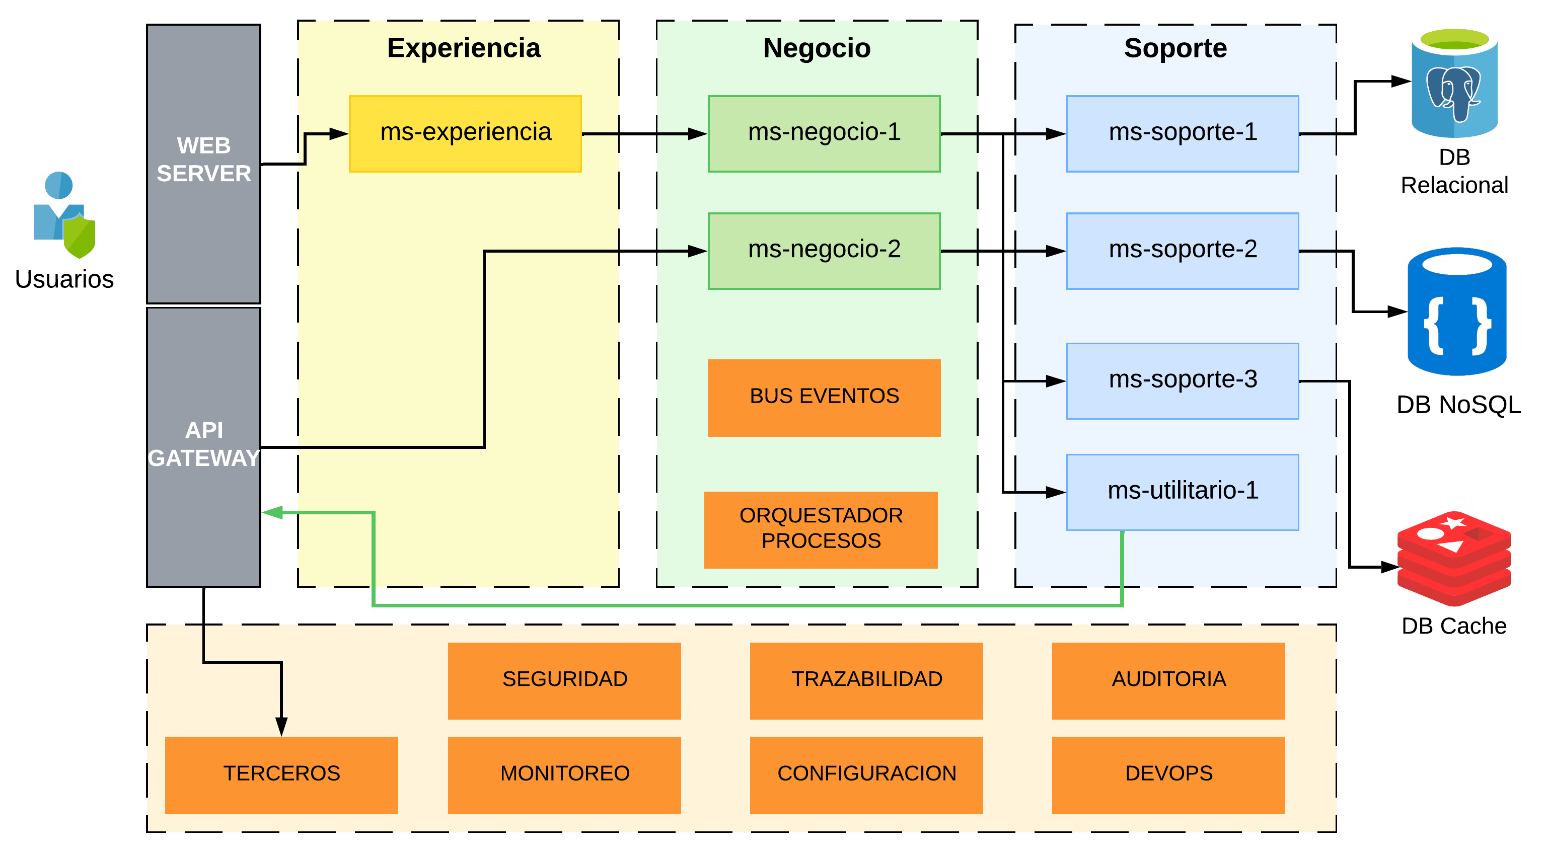 Experiencia
Negocio
Soporte
WEB
SERVER
ms-experiencia
ms-negocio-1
ms-soporte-1
DB
Relacional
Usuarios
ms-negocio-2
ms-soporte-2
{ }
DB NoSQL
API
GATEWAY
BUS EVENTOS
ms-soporte-3
ORQUESTADOR
PROCESOS
ms-utilitario-1
DB Cache
SEGURIDAD
TRAZABILIDAD
AUDITORIA
TERCEROS
MONITOREO
CONFIGURACION
DEVOPS